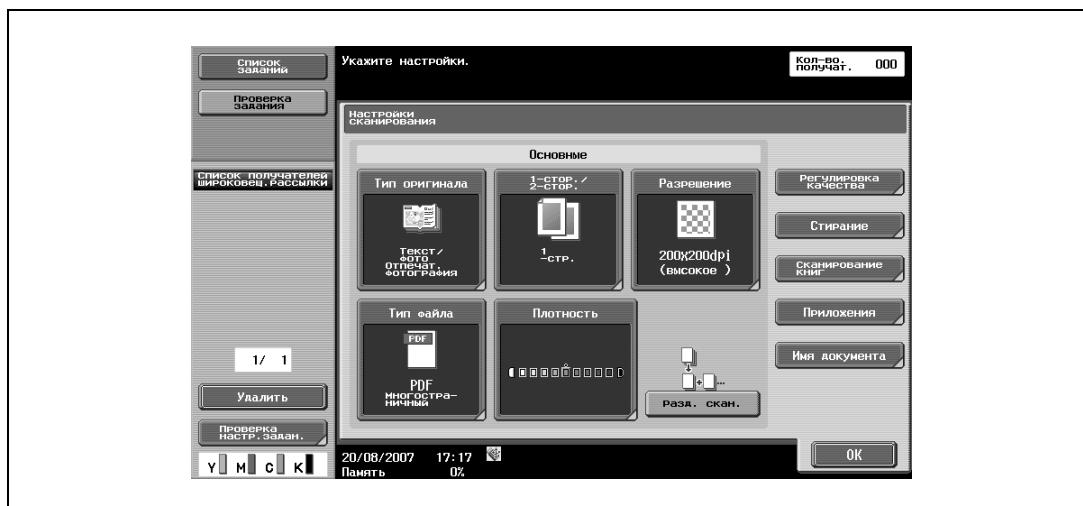 Список
заданий
Проверка
задания
Список получателей
широковещ.рассылки
1/ 1
Удалить
Проверка
настр.задан.
Y M C K
Укажите настройки.
Кол-во.
получат. 000
Настройки
сканирования
Основные
Тип оригинала
Текст/
фото
отпечат.
фотография
1-стор./
2-стор.
1
-стр.
Разрешение
200x200dpi
(высокое )
Тип файла
PDF
PDF
Многостра-
ничный
Плотность
Разд. скан.
Регулировка
качества
Стирание
Сканирование
книг
Приложения
Имя документа
20/08/2007 17:17
Память 0%
OK